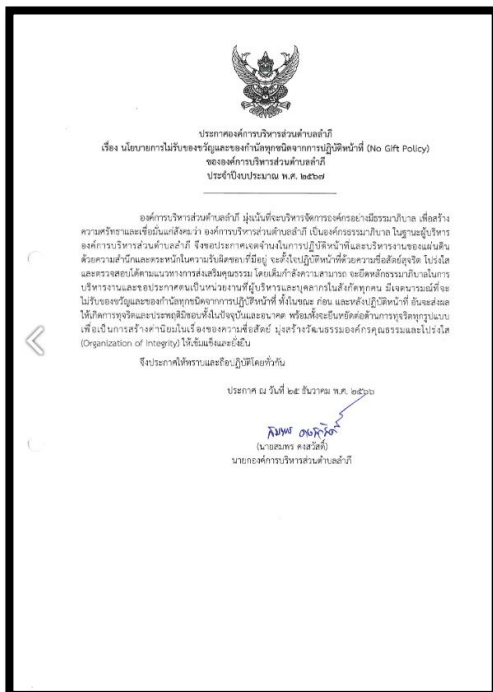 ประกาศองค์การบริหารส่วนตำบลลำภี
เรื่อง นโยบายการไม่รับของขวัญและของกำนัลทุกชนิดจากการปฏิบัติหน้าที่ (No Gift Policy)
ขององค์การบริหารส่วนตำบลลำภี
ประจำปีงบประมาณ พ.ศ. ๒๕๖๗
องค์การบริหารส่วนตำบลลำภี มุ่งเน้นที่จะบริหารจัดการองค์กรอย่างมีธรรมาภิบาล เพื่อสร้าง
ความศรัทธาและเชื่อมั่นแก่สังคมว่า องค์การบริหารส่วนตำบลลำภี เป็นองค์กรธรรมาภิบาล ในฐานะผู้บริหาร
องค์การบริหารส่วนตำบลลำภี จึงขอประกาศเจตจำนงในการปฏิบัติหน้าที่และบริหารงานของแผ่นดิน
ด้วยความสำนึกและตระหนักในความรับผิดชอบที่มีอยู่ จะตั้งใจปฏิบัติหน้าที่ด้วยความซื่อสัตย์สุจริต โปร่งใส
และตรวจสอบได้ตามแนวทางการส่งเสริมคุณธรรม โดยเต็มกำลังความสามารถ จะยึดหลักธรรมาภิบาลในการ
บริหารงานและขอประกาศตนเป็นหน่วยงานที่ผู้บริหารและบุคลากรในสังกัดทุกคน มีเจตนารมณ์ที่จะ
ไม่รับของขวัญและของกำนัลทุกชนิดจากการปฏิบัติหน้าที่ ทั้งในขณะ ก่อน และหลังปฏิบัติหน้าที่ อันจะส่งผล
ให้เกิดการทุจริตและประพฤติมิชอบทั้งในปัจจุบันและอนาคต พร้อมทั้งจะยืนหยัดต่อต้านการทุจริตทุกรูปแบบ
เพื่อเป็นการสร้างค่านิยมในเรื่องของความซื่อสัตย์ มุ่งสร้างวัฒนธรรมองค์กรคุณธรรมและโปร่งใส
(Organization of Integrity) ให้เข้มแข็งและยั่งยืน
จึงประกาศให้ทราบและถือปฏิบัติโดยทั่วกัน
ประกาศ ณ วันที่ ๒๕ ธันวาคม พ.ศ. ๒๕๖๖
สมพร คงสวัสดิ์
(นายสมพร คงสวัสดิ์)
นายกองค์การบริหารส่วนตำบลลำภี